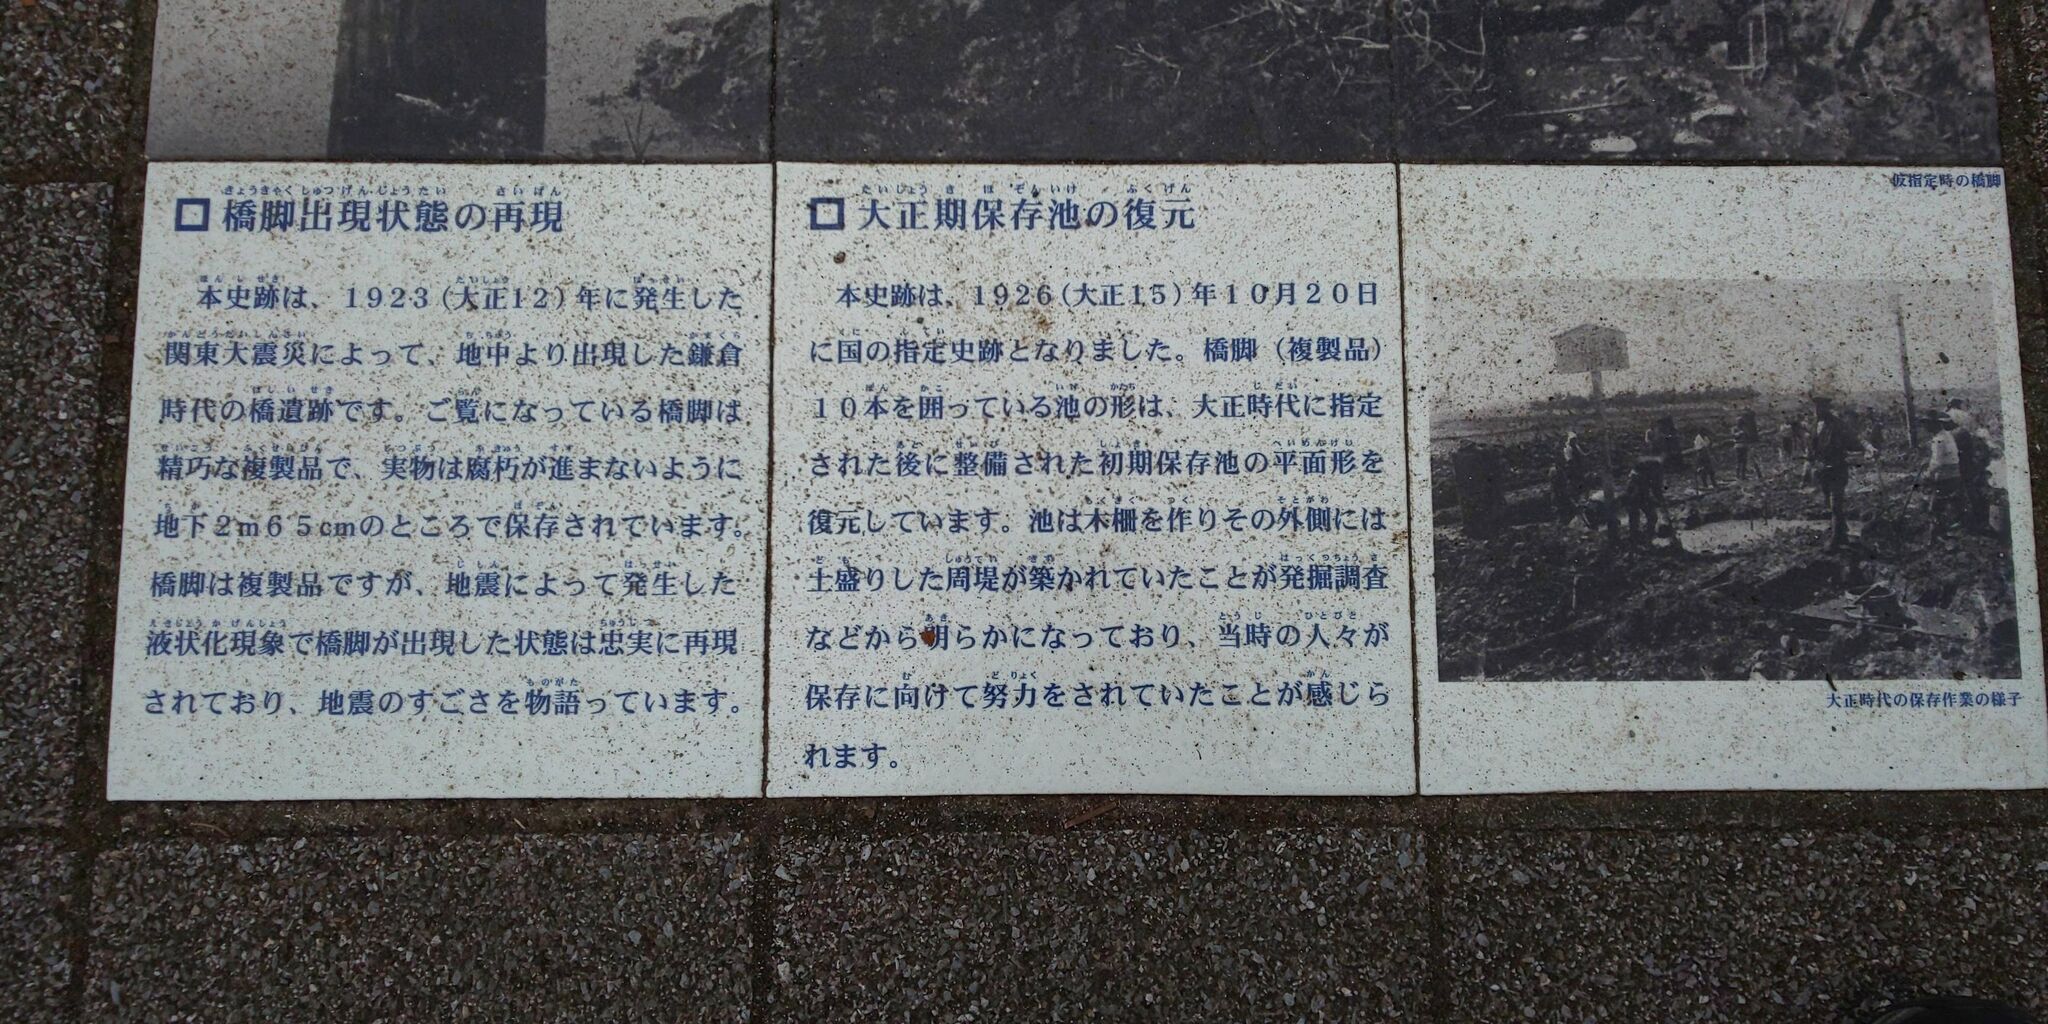 □ 橋脚出現状態の再現
本史跡は、1923(大正12)年に発生した
関東大震災によって、地中より出現した鎌倉
時代の橋遺跡です。ご覧になっている橋脚は
精巧な複製品で、実物は腐朽が進まないように
地下2m65cmのところで保存されています。
橋脚は複製品ですが、地震によって発生した
液状化現象で橋脚が出現した状態は忠実に再現
されており、地震のすごさを物語っています。
□ 大正期保存池の復元
本史跡は、1926(大正15)年10月20日
に国の指定史跡となりました。橋脚(複製品)
10本を囲っている池の形は、大正時代に指定
された後に整備された初期保存池の平面形を
復元しています。池は木柵を作りその外側には
土盛りした周堤が築かれていたことが発掘調査
などから明らかになっており、当時の人々が
保存に向けて努力をされていたことが感じら
れます。
仮指定時の橋脚
大正時代の保存作業の様子